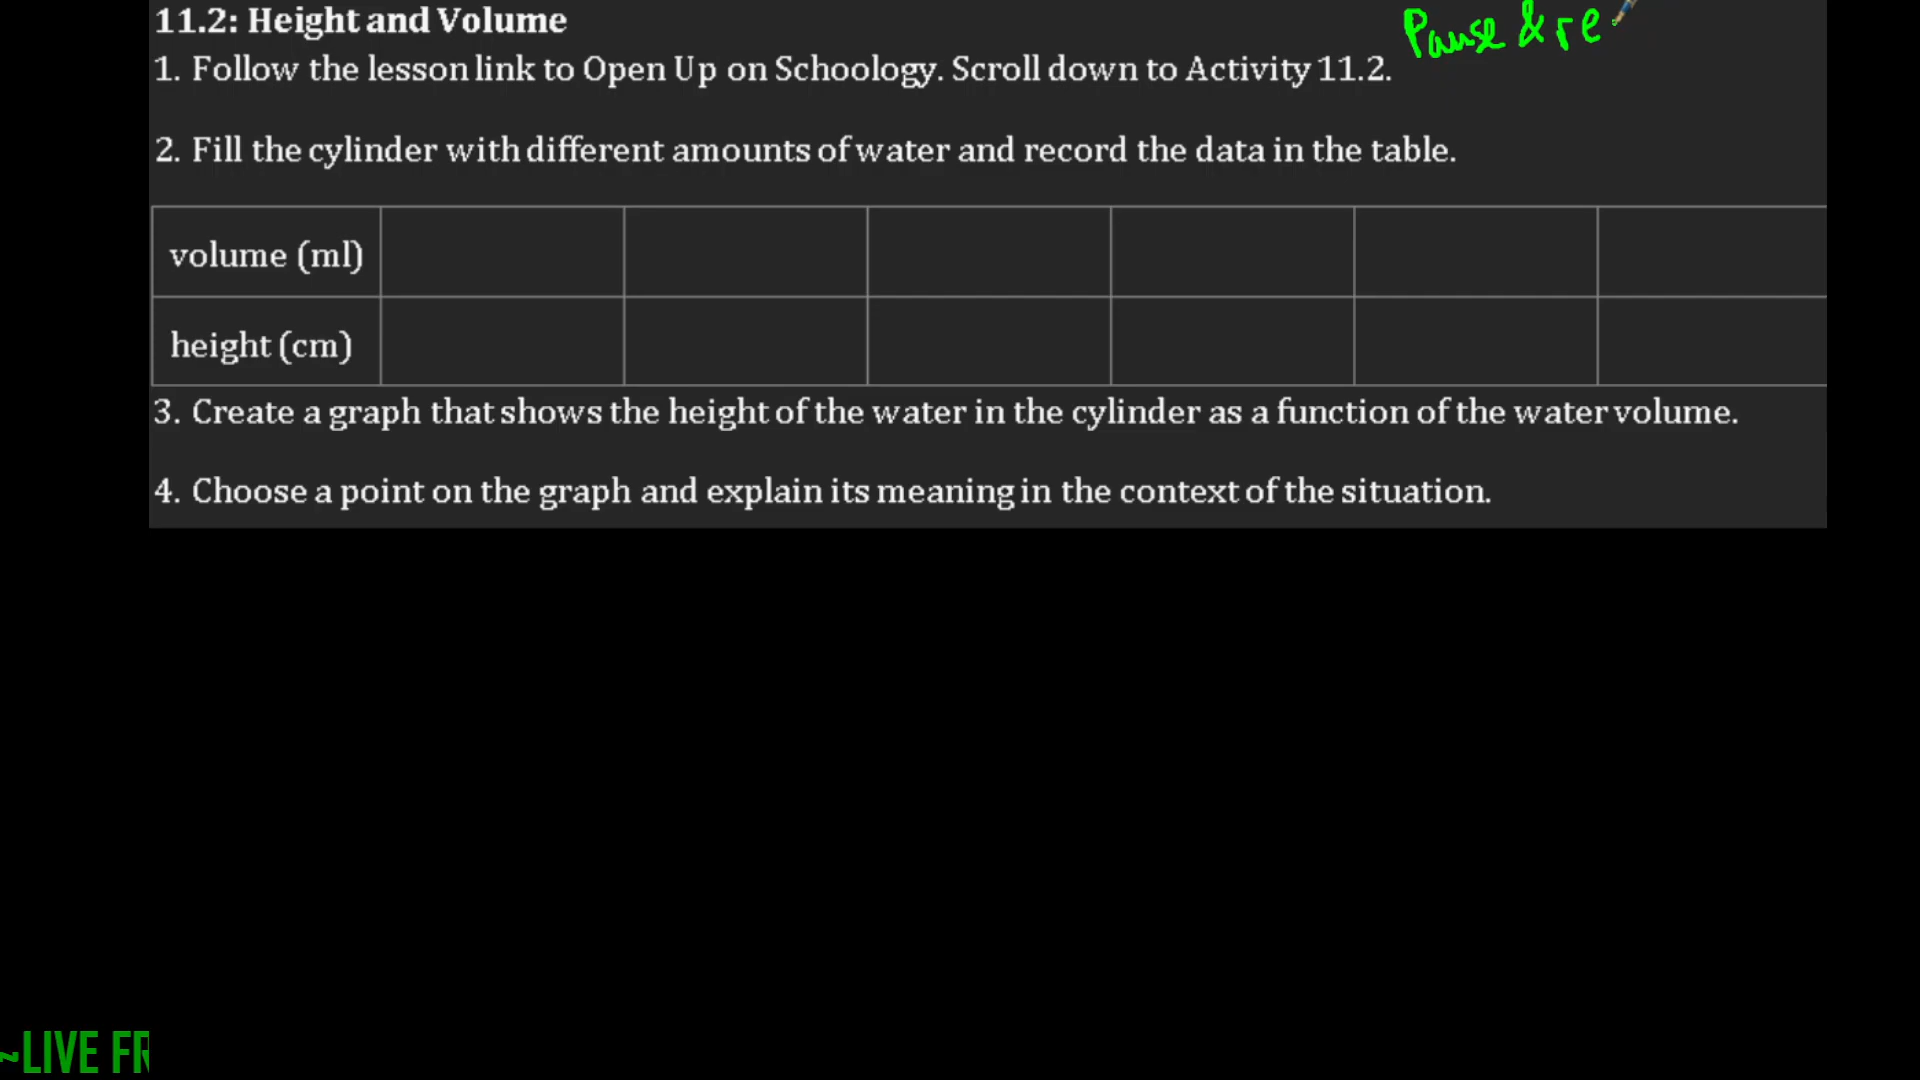 11.2: Height and Volume
Pause & re
1. Follow the lesson link to Open Up on Schoology. Scroll down to Activity 11.2.
2. Fill the cylinder with different amounts of water and record the data in the table.
volume (ml)
height (cm)
3. Create a graph that shows the height of the water in the cylinder as a function of the water volume.
4. Choose a point on the graph and explain its meaning in the context of the situation.
~LIVE FR